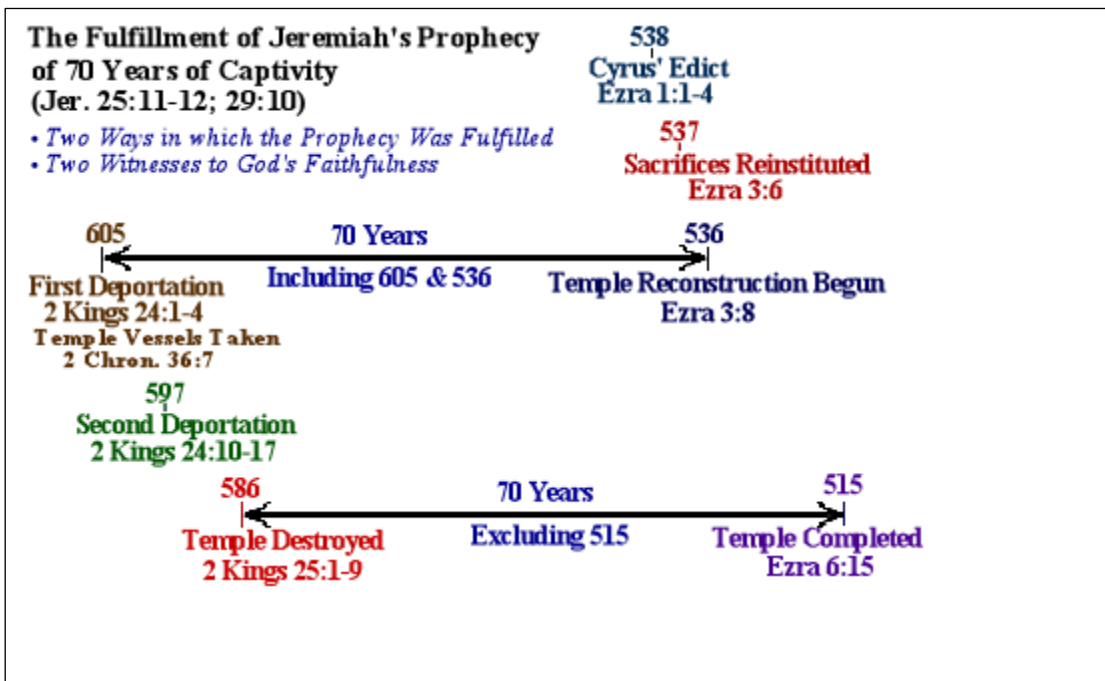 The Fulfillment of Jeremiah's Prophecy
of 70 Years of Captivity
(Jer. 25:11-12; 29:10)
• Two Ways in which the Prophecy Was Fulfilled
• Two Witnesses to God's Faithfulness
538
Cyrus' Edict
Ezra 1:1-4
537
Sacrifices Reinstituted
Ezra 3:6
605
70 Years
536
Including 605 & 536
First Deportation
2 Kings 24:1-4
Temple Vessels Taken
2 Chron. 36:7
Temple Reconstruction Begun
Ezra 3:8
597
Second Deportation
2 Kings 24:10-17
586
70 Years
515
Excluding 515
Temple Destroyed
2 Kings 25:1-9
Temple Completed
Ezra 6:15